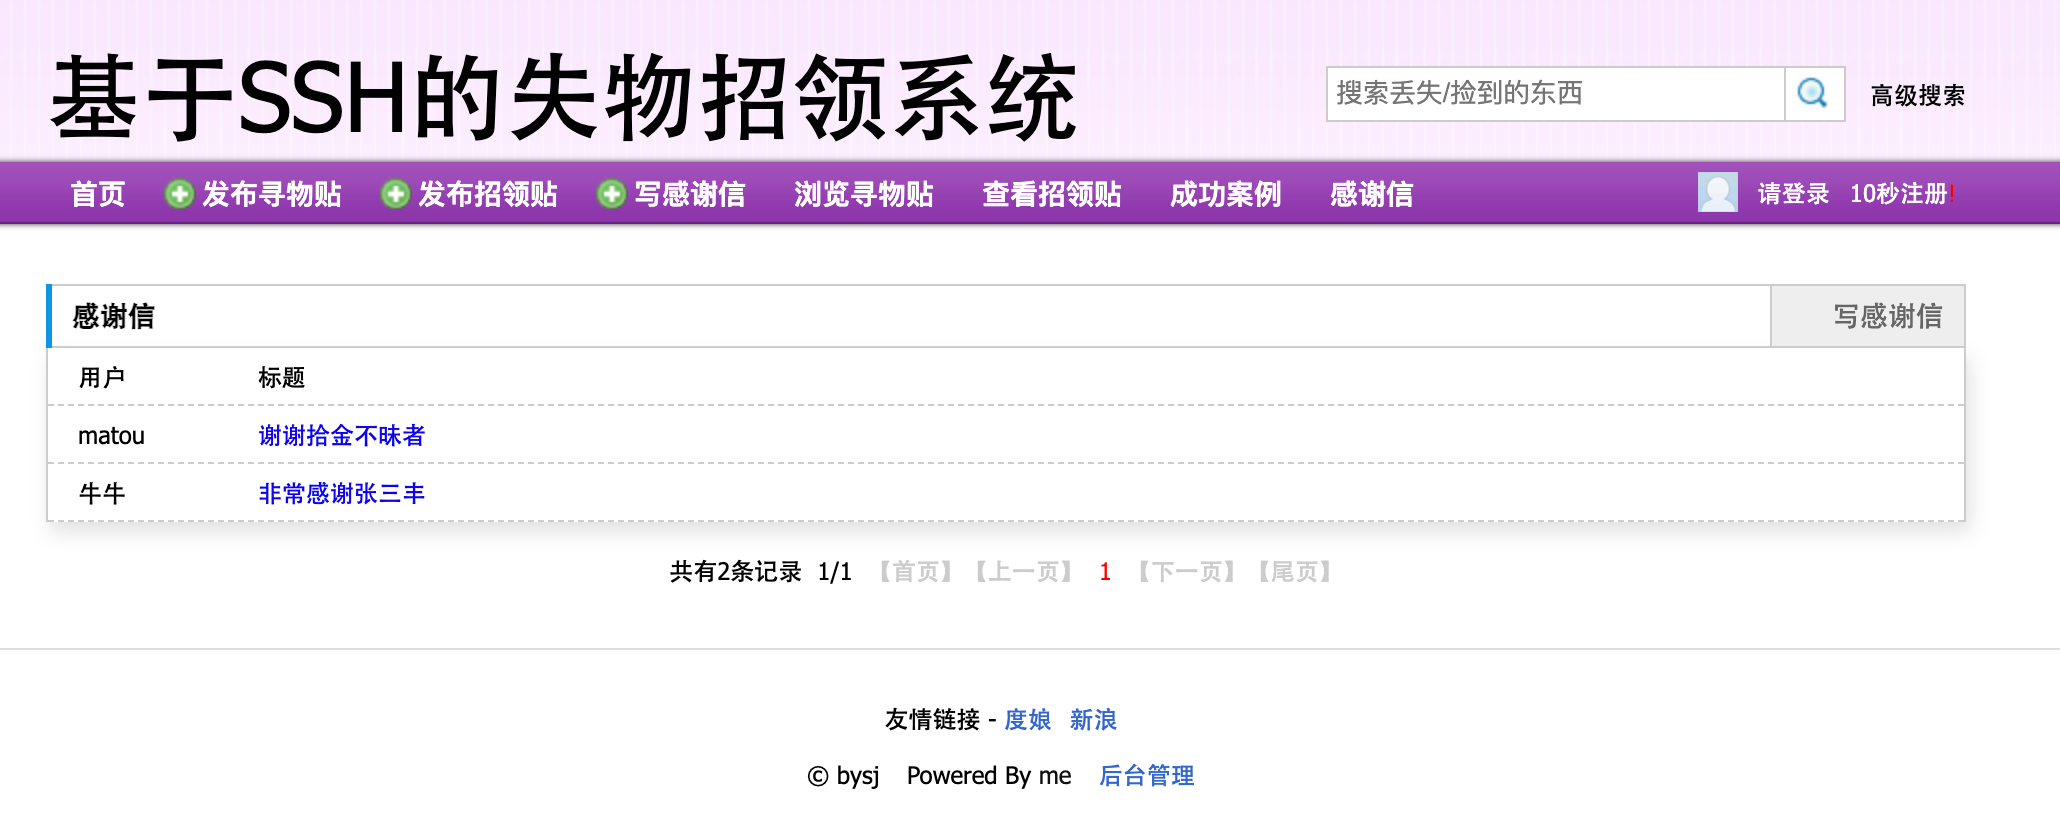 基于SSH的失物招领系统
搜索丢失/捡到的东西 高级搜索
首页 发布寻物贴 发布招领贴 写感谢信 浏览寻物贴 查看招领贴 成功案例 感谢信 请登录 10秒注册!
感谢信 写感谢信
用户 标题
matou 谢谢拾金不昧者
牛牛 非常感谢张三丰
共有2条记录 1/1 【首页】【上一页】 1 【下一页】【尾页】
友情链接 - 度娘 新浪
© bysj Powered By me 后台管理